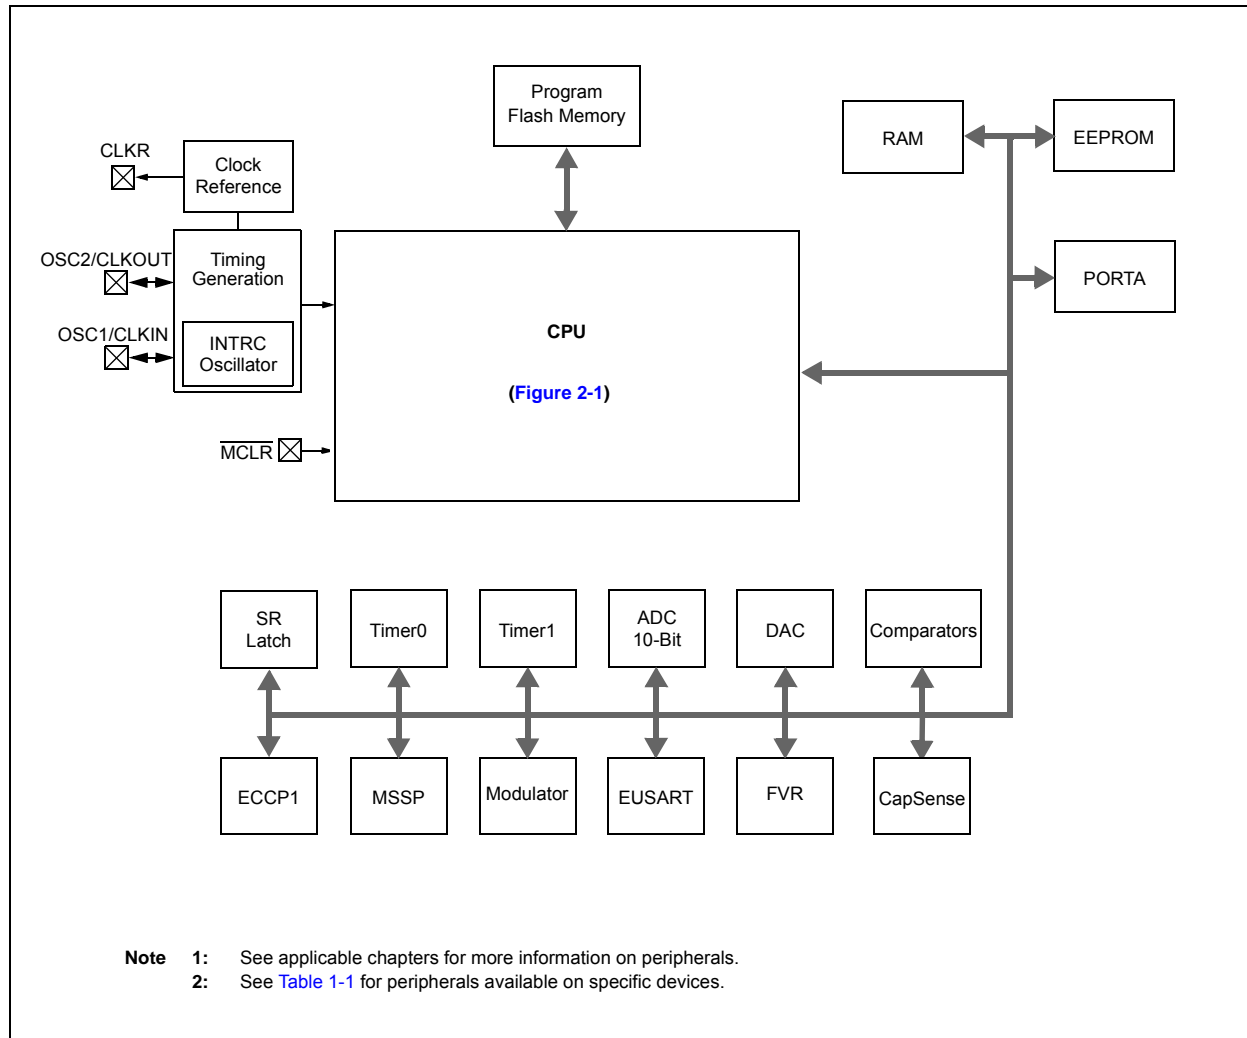 Program
Flash Memory
RAM
EEPROM
CLKR
Clock
Reference
OSC2/CLKOUT
Timing
Generation
PORTA
OSC1/CLKIN
INTRC
Oscillator
CPU
(Figure 2-1)
MCLR
SR
Latch
Timer0
Timer1
ADC
10-Bit
DAC
Comparators
ECCP1
MSSP
Modulator
EUSART
FVR
CapSense
Note 1: See applicable chapters for more information on peripherals.
2: See Table 1-1 for peripherals available on specific devices.